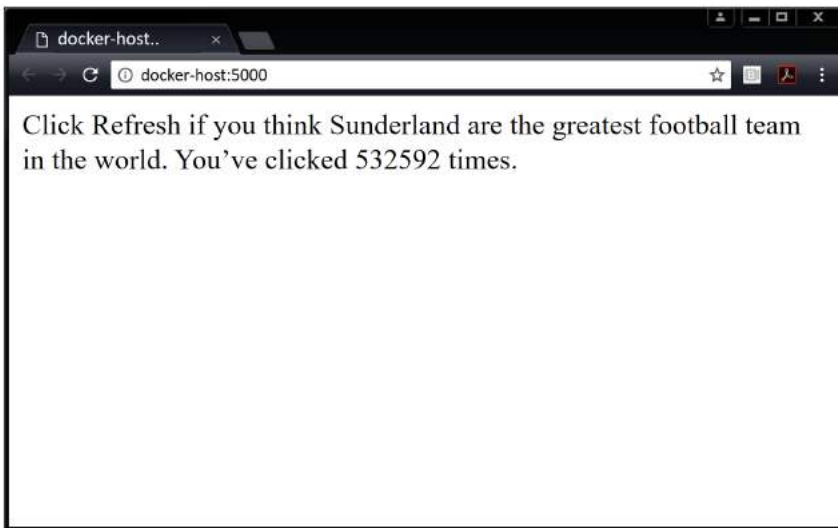 docker-host..
docker-host:5000
Click Refresh if you think Sunderland are the greatest football team
in the world. You’ve clicked 532592 times.